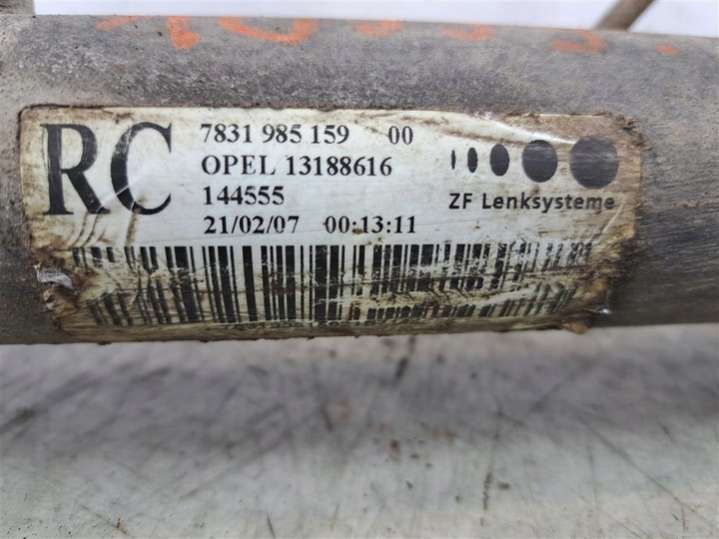 RC
7831 985 159 00
OPEL 13188616
144555
21/02/07 00:13:11
ZF Lenksysteme